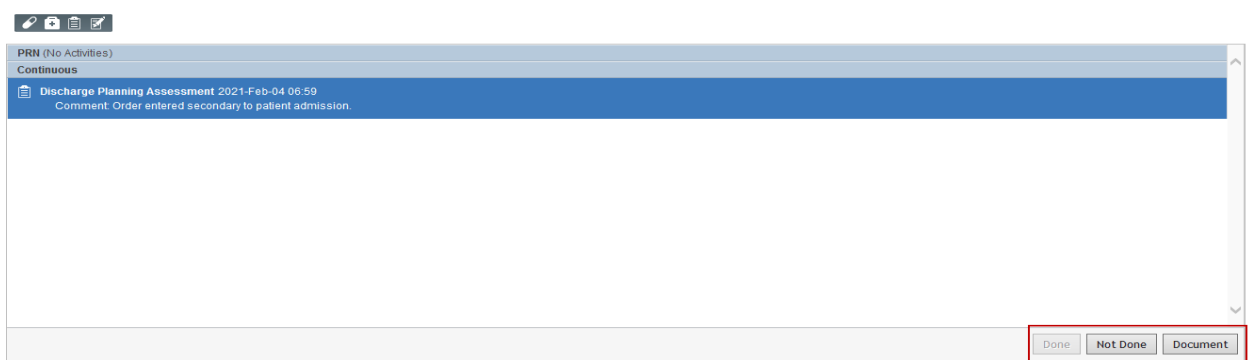 PRN (No Activities)
Continuous
Discharge Planning Assessment 2021-Feb-04 06:59
Comment: Order entered secondary to patient admission.
Done Not Done Document